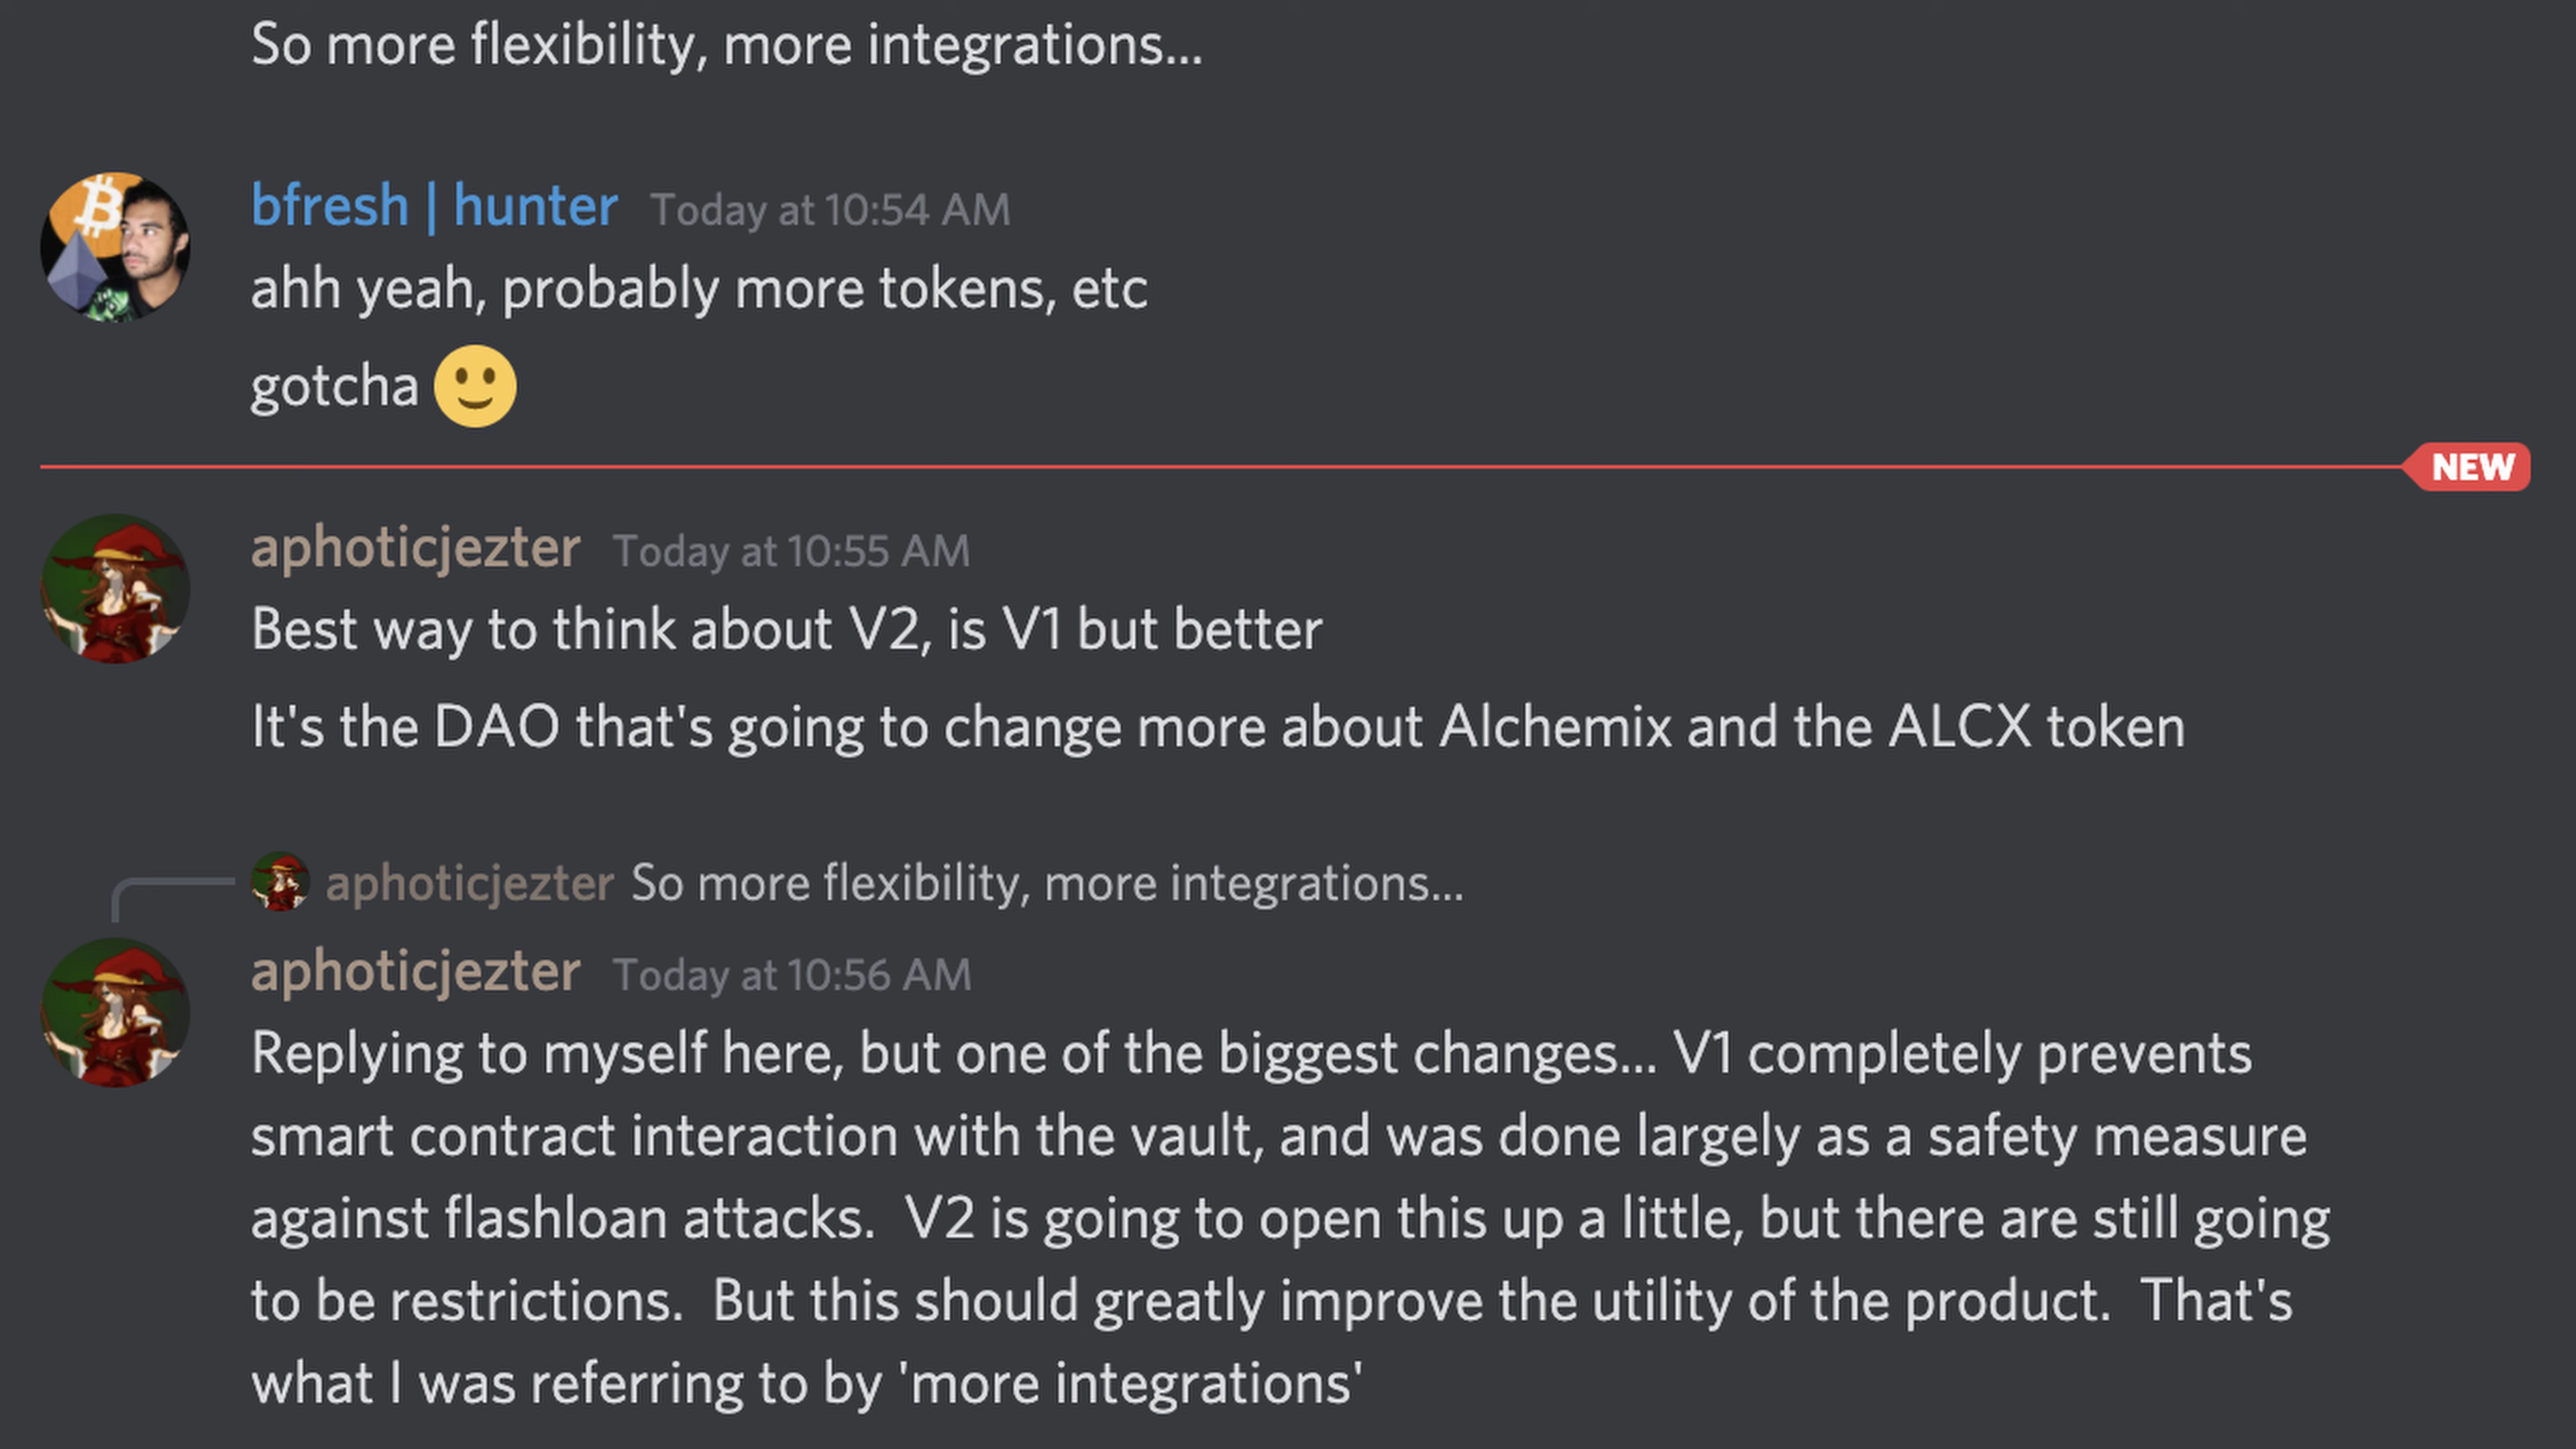 So more flexibility, more integrations...
bfresh | hunter Today at 10:54 AM
ahh yeah, probably more tokens, etc
gotcha 🙂
NEW
aphoticjezter Today at 10:55 AM
Best way to think about V2, is V1 but better
It's the DAO that's going to change more about Alchemix and the ALCX token
aphoticjezter So more flexibility, more integrations...
aphoticjezter Today at 10:56 AM
Replying to myself here, but one of the biggest changes... V1 completely prevents
smart contract interaction with the vault, and was done largely as a safety measure
against flashloan attacks.  V2 is going to open this up a little, but there are still going
to be restrictions.  But this should greatly improve the utility of the product.  That's
what I was referring to by 'more integrations'